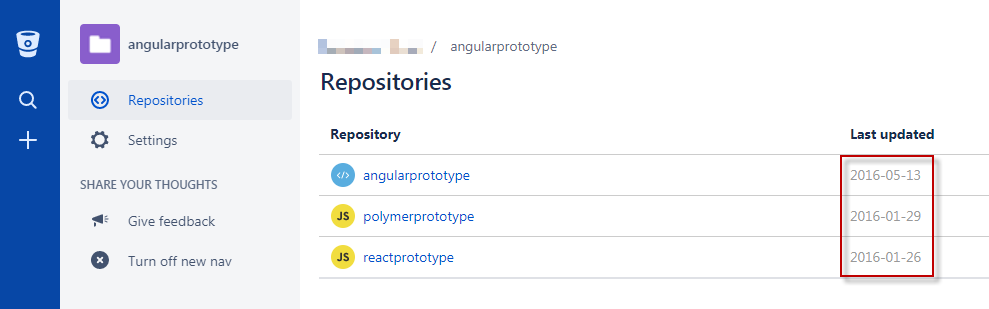 angularprototype
Repositories
Settings
SHARE YOUR THOUGHTS
Give feedback
Turn off new nav
/ angularprototype
Repositories
Repository Last updated
</> angularprototype 2016-05-13
JS polymerprototype 2016-01-29
JS reactprototype 2016-01-26